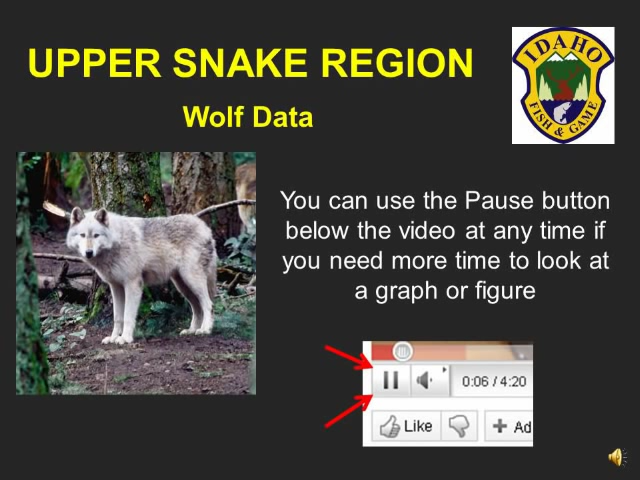 UPPER SNAKE REGION
Wolf Data
IDAHO
FISH & GAME
You can use the Pause button
below the video at any time if
you need more time to look at
a graph or figure
0:06 / 4:20
Like
Ad